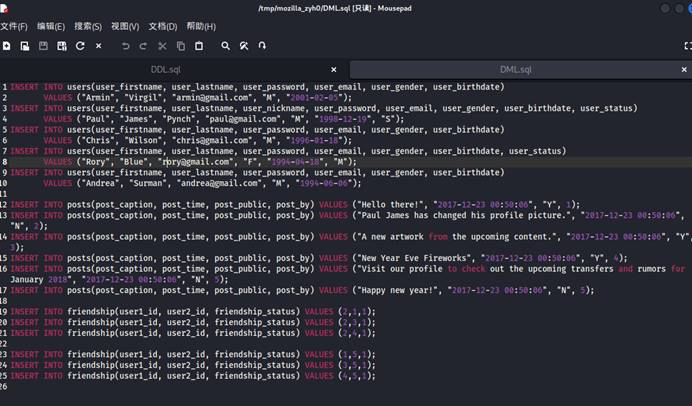 /tmp/mozilla_zyh0/DML.sql [只读] - Mousepad
文件(F) 编辑(E) 搜索(S) 视图(V) 文档(D) 帮助(H)
DDL.sql DML.sql
1 INSERT INTO users(user_firstname, user_lastname, user_password, user_email, user_gender, user_birthdate)
2 VALUES ("Armin", "Virgil", "armin@gmail.com", "M", "2001-02-05");
3 INSERT INTO users(user_firstname, user_lastname, user_nickname, user_password, user_email, user_gender, user_birthdate, user_status)
4 VALUES ("Paul", "James", "Pynch", "paul@gmail.com", "M", "1998-12-19", "S");
5 INSERT INTO users(user_firstname, user_lastname, user_password, user_email, user_gender, user_birthdate)
6 VALUES ("Chris", "Wilson", "chris@gmail.com", "M", "1996-01-18");
7 INSERT INTO users(user_firstname, user_lastname, user_password, user_email, user_gender, user_birthdate, user_status)
8 VALUES ("Rory", "Blue", "rory@gmail.com", "F", "1994-04-18", "M");
9 INSERT INTO users(user_firstname, user_lastname, user_password, user_email, user_gender, user_birthdate)
10 VALUES ("Andrea", "Surman", "andrea@gmail.com", "M", "1994-06-06");
11
12 INSERT INTO posts(post_caption, post_time, post_public, post_by) VALUES ("Hello there!", "2017-12-23 00:50:06", "Y", 1);
13 INSERT INTO posts(post_caption, post_time, post_public, post_by) VALUES ("Paul James has changed his profile picture.", "2017-12-23 00:50:06",
"N", 2);
14 INSERT INTO posts(post_caption, post_time, post_public, post_by) VALUES ("A new artwork from the upcoming content.", "2017-12-23 00:50:06", "Y",
3);
15 INSERT INTO posts(post_caption, post_time, post_public, post_by) VALUES ("New Year Eve Fireworks", "2017-12-23 00:50:06", "Y", 4);
16 INSERT INTO posts(post_caption, post_time, post_public, post_by) VALUES ("Visit our profile to check out the upcoming transfers and rumors for
January 2018", "2017-12-23 00:50:06", "N", 5);
17 INSERT INTO posts(post_caption, post_time, post_public, post_by) VALUES ("Happy new year!", "2017-12-23 00:50:06", "N", 5);
18
19 INSERT INTO friendship(user1_id, user2_id, friendship_status) VALUES (2,1,1);
20 INSERT INTO friendship(user1_id, user2_id, friendship_status) VALUES (2,3,1);
21 INSERT INTO friendship(user1_id, user2_id, friendship_status) VALUES (2,4,1);
22
23 INSERT INTO friendship(user1_id, user2_id, friendship_status) VALUES (1,5,1);
24 INSERT INTO friendship(user1_id, user2_id, friendship_status) VALUES (3,5,1);
25 INSERT INTO friendship(user1_id, user2_id, friendship_status) VALUES (4,5,1);
26